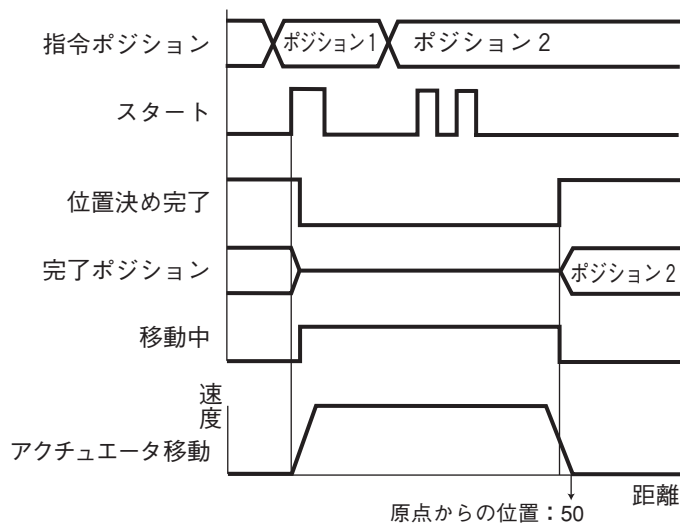 指令ポジション
ポジション1
ポジション2
スタート
位置決め完了
完了ポジション
ポジション2
移動中
速度
アクチュエータ移動
距離
原点からの位置：50